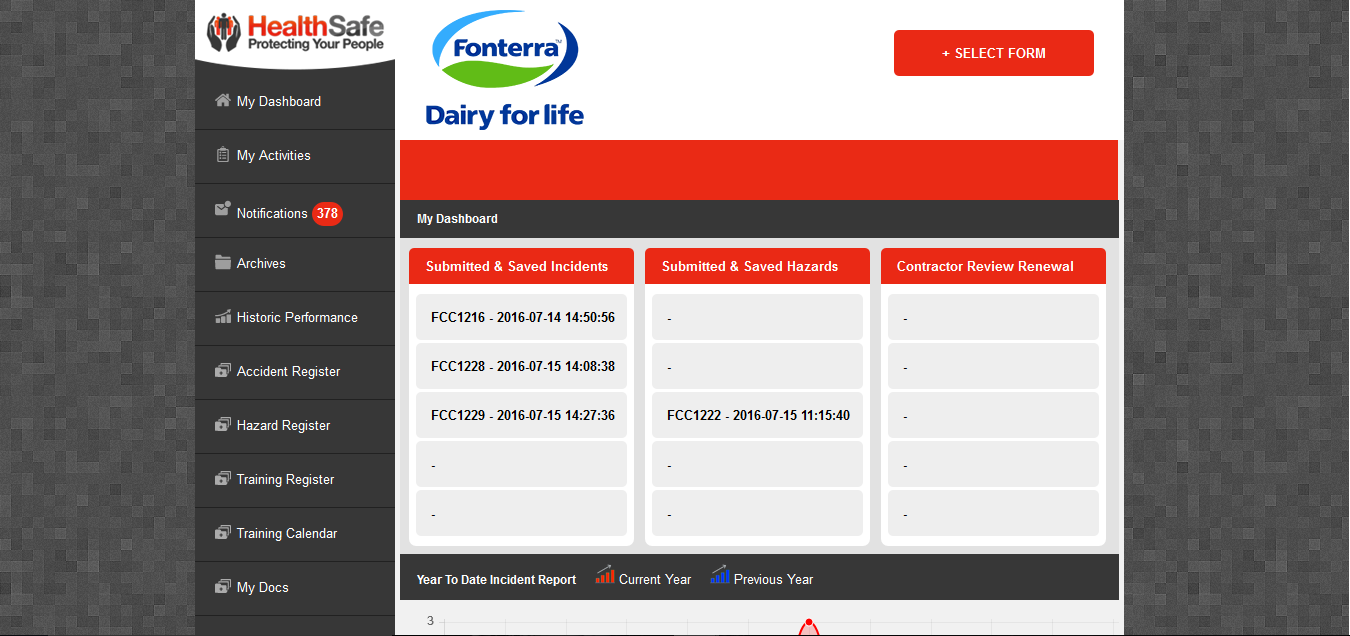 HealthSafe
Protecting Your People
My Dashboard
My Activities
Notifications 378
Archives
Historic Performance
Accident Register
Hazard Register
Training Register
Training Calendar
My Docs
Fonterra™
Dairy for life
+ SELECT FORM
My Dashboard
Submitted & Saved Incidents
FCC1216 - 2016-07-14 14:50:56
FCC1228 - 2016-07-15 14:08:38
FCC1229 - 2016-07-15 14:27:36
-
-
Submitted & Saved Hazards
-
-
FCC1222 - 2016-07-15 11:15:40
-
-
Contractor Review Renewal
-
-
-
-
-
Year To Date Incident Report Current Year Previous Year
3